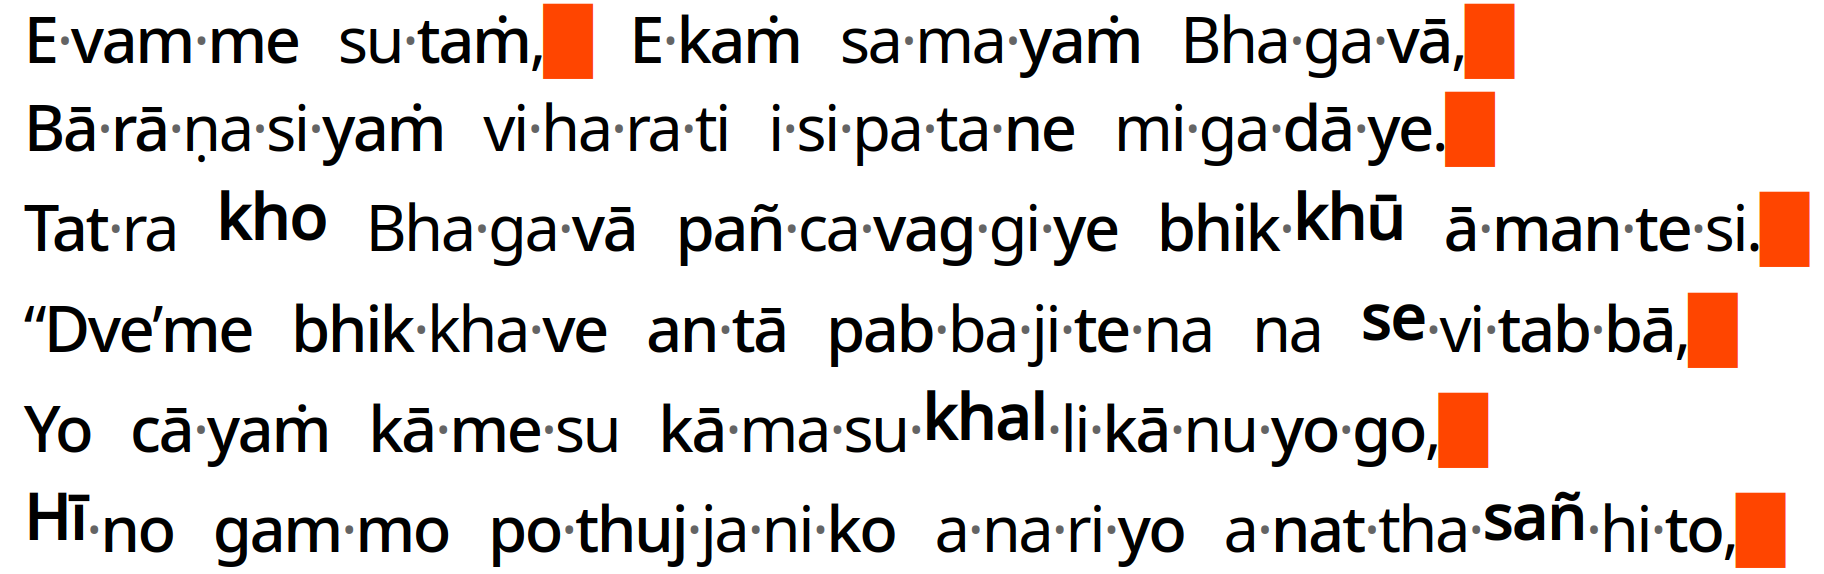 E·vam·me su·taṁ, E·kaṁ sa·ma·yaṁ Bha·ga·vā,
Bā·rā·ṇa·si·yaṁ vi·ha·ra·ti i·si·pa·ta·ne mi·ga·dā·ye.
Tat·ra kho Bha·ga·vā pañ·ca·vag·gi·ye bhik·khū ā·man·te·si.
“Dve’me bhik·kha·ve an·tā pab·ba·ji·te·na na se·vi·tab·bā,
Yo cā·yaṁ kā·me·su kā·ma·su·khal·li·kā·nu·yo·go,
Hī·no gam·mo po·thuj·ja·ni·ko a·na·ri·yo a·nat·tha·sañ·hi·to,